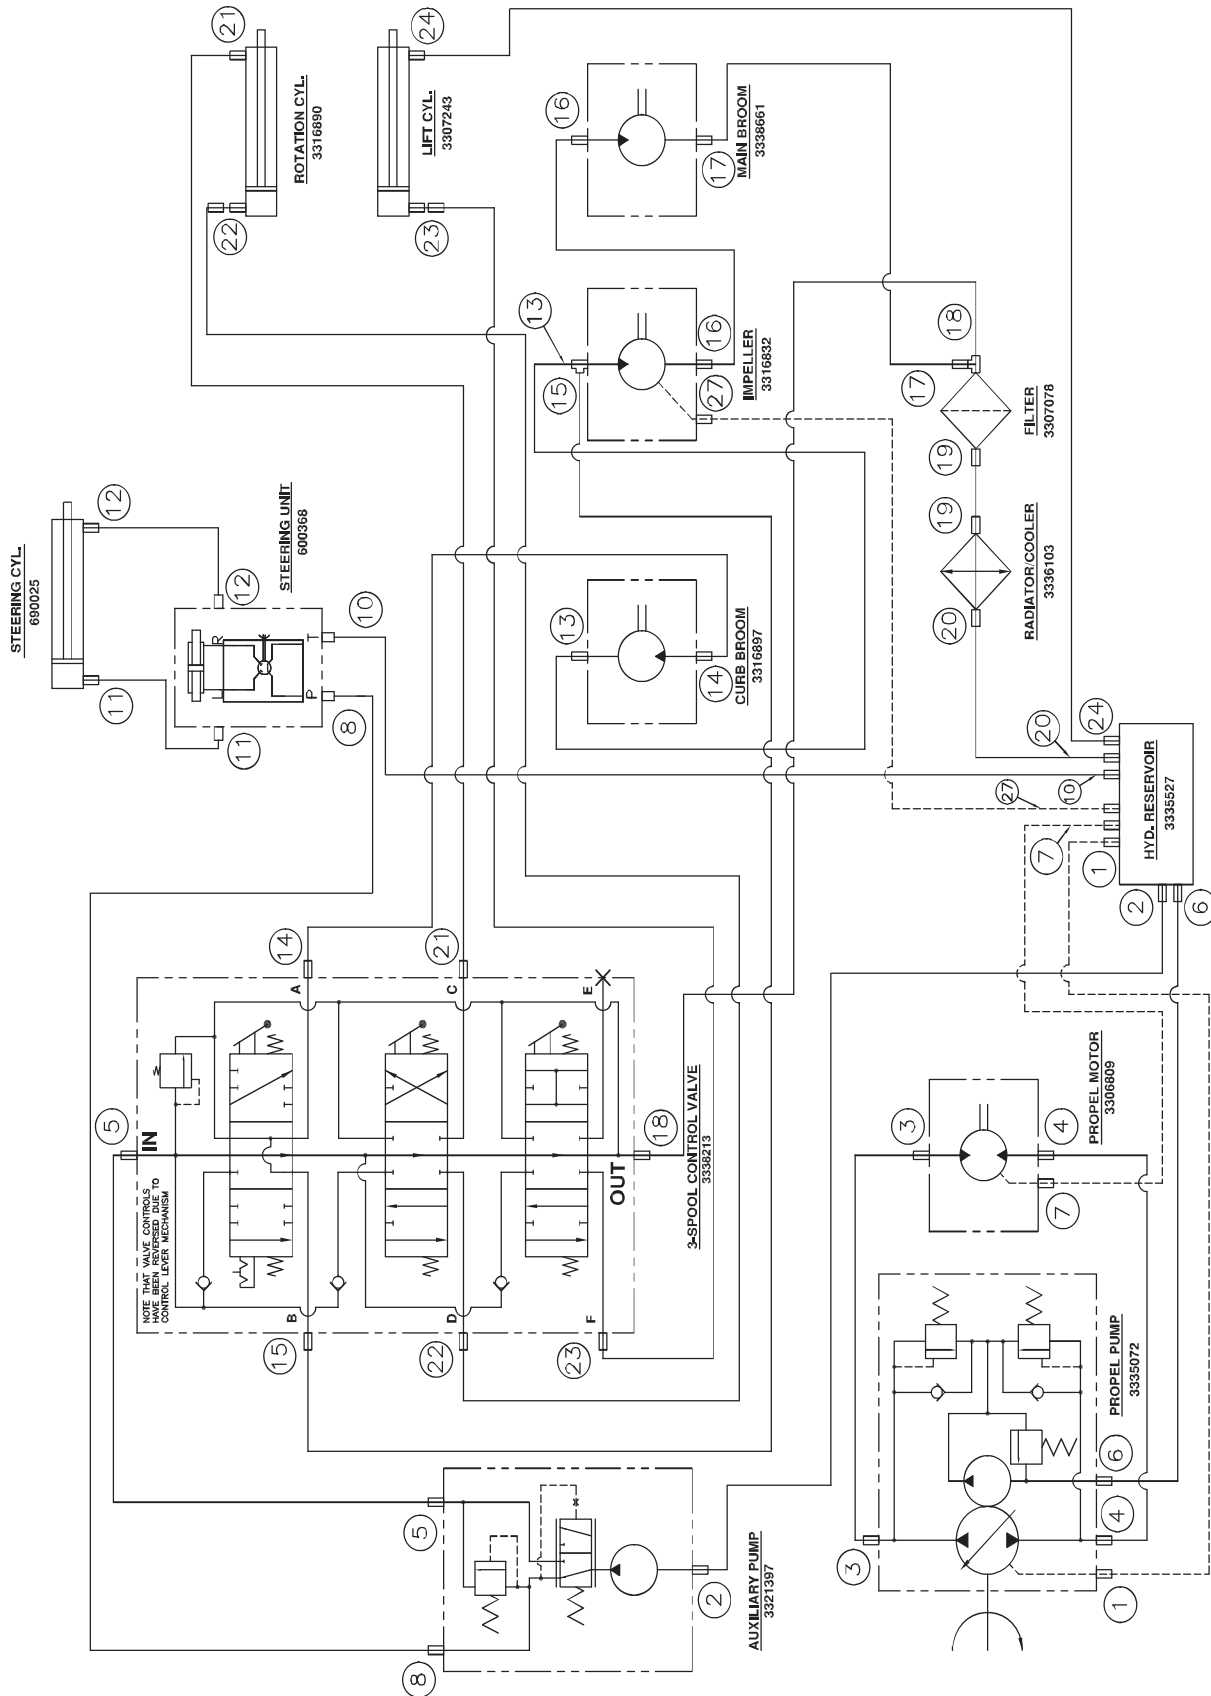 21
24
ROTATION CYL.
3316890
LIFT CYL.
3307243
22
23
16
17
MAIN BROOM
3338661
13
15
16
27
IMPELLER
3316832
18
17
FILTER
3307078
19
19
RADIATOR/COOLER
3336103
20
STEERING CYL.
690025
12
11
STEERING UNIT
600368
12
11
L
R
P
T
10
8
13
14
CURB BROOM
3316897
24
20
10
27
7
1
2
6
HYD. RESERVOIR
3335527
NOTE THAT VALVE CONTROLS
HAVE BEEN REVERSED DUE TO
CONTROL LEVER MECHANISM
5
IN
14
A
21
C
E
B
15
D
22
F
23
OUT
18
3-SPOOL CONTROL VALVE
3338213
3
4
7
PROPEL MOTOR
3306809
PROPEL PUMP
3335072
3
6
4
1
5
8
2
AUXILIARY PUMP
3321397